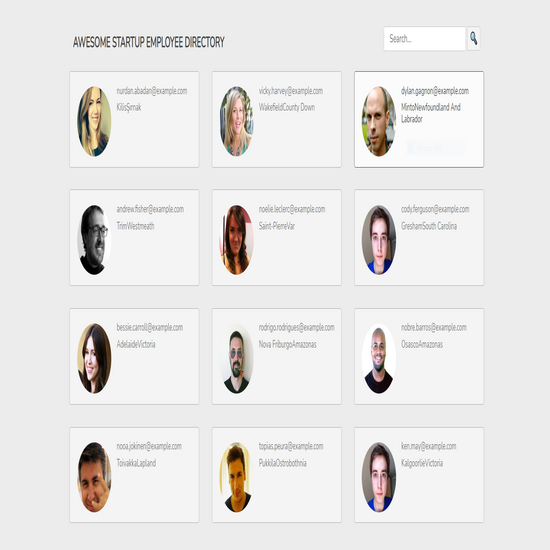 AWESOME STARTUP EMPLOYEE DIRECTORY
Search...
nurdan.abadan@example.com
KilisŞırnak
vicky.harvey@example.com
WakefieldCounty Down
dylan.gagnon@example.com
MintoNewfoundland And
Labrador
andrew.fisher@example.com
TrimWestmeath
noelie.leclerc@example.com
Saint-PierreVar
cody.ferguson@example.com
GreshamSouth Carolina
bessie.carroll@example.com
AdelaideVictoria
rodrigo.rodrigues@example.com
Nova FriburgoAmazonas
nobre.barros@example.com
OsascoAmazonas
nooa.jokinen@example.com
ToivakkaLapland
topias.peura@example.com
PukkilaOstrobothnia
ken.may@example.com
KalgoorlieVictoria